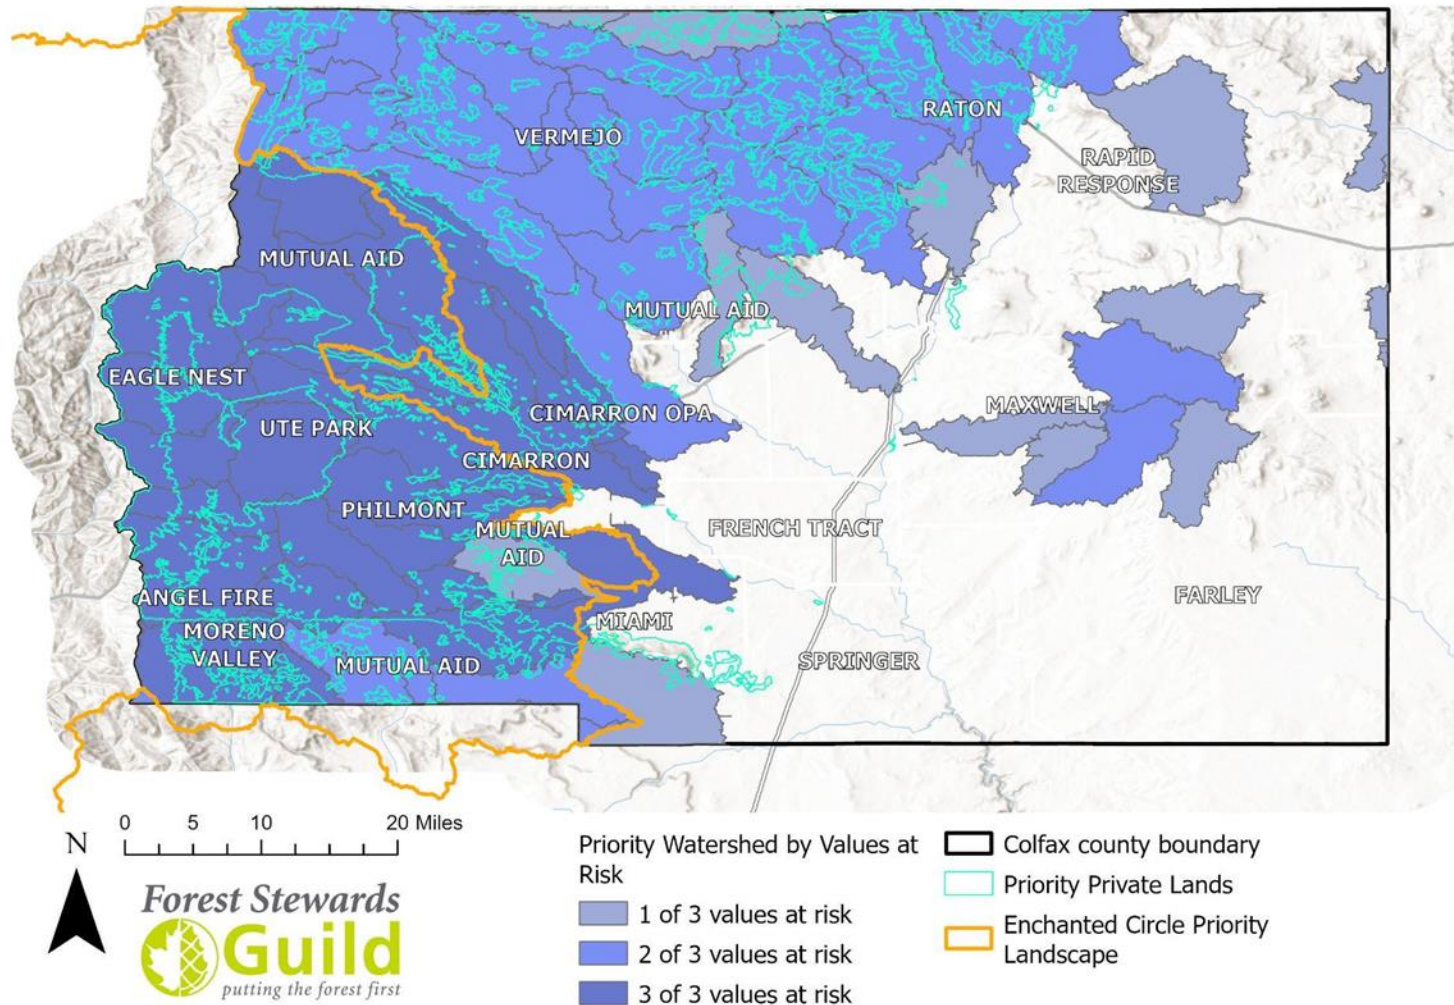 VERMEJO
RATON
RAPID
RESPONSE
MUTUAL AID
MUTUAL AID
EAGLE NEST
CIMARRON OPA
MAXWELL
UTE PARK
CIMARRON
PHILMONT
MUTUAL
AID
FRENCH TRACT
ANGEL FIRE
FARLEY
MIAMI
MORENO
VALLEY
MUTUAL AID
SPRINGER
0 5 10 20 Miles
N
Forest Stewards
Guild
putting the forest first
Priority Watershed by Values at
Risk
1 of 3 values at risk
2 of 3 values at risk
3 of 3 values at risk
Colfax county boundary
Priority Private Lands
Enchanted Circle Priority
Landscape